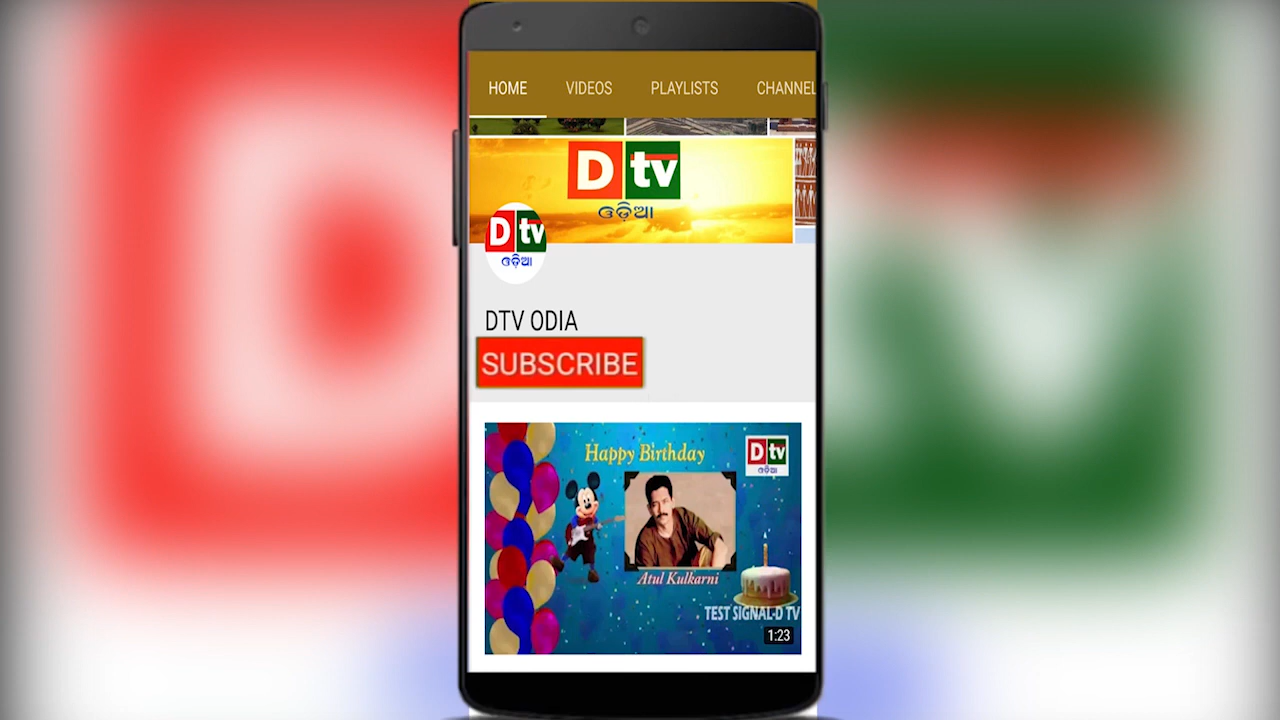 HOME VIDEOS PLAYLISTS CHANNEL
D tv
ଓଡ଼ିଆ
D tv
ଓଡ଼ିଆ
DTV ODIA
SUBSCRIBE
Happy Birthday
D tv
ଓଡ଼ିଆ
Atul Kulkarni
TEST SIGNAL-D TV
1:23